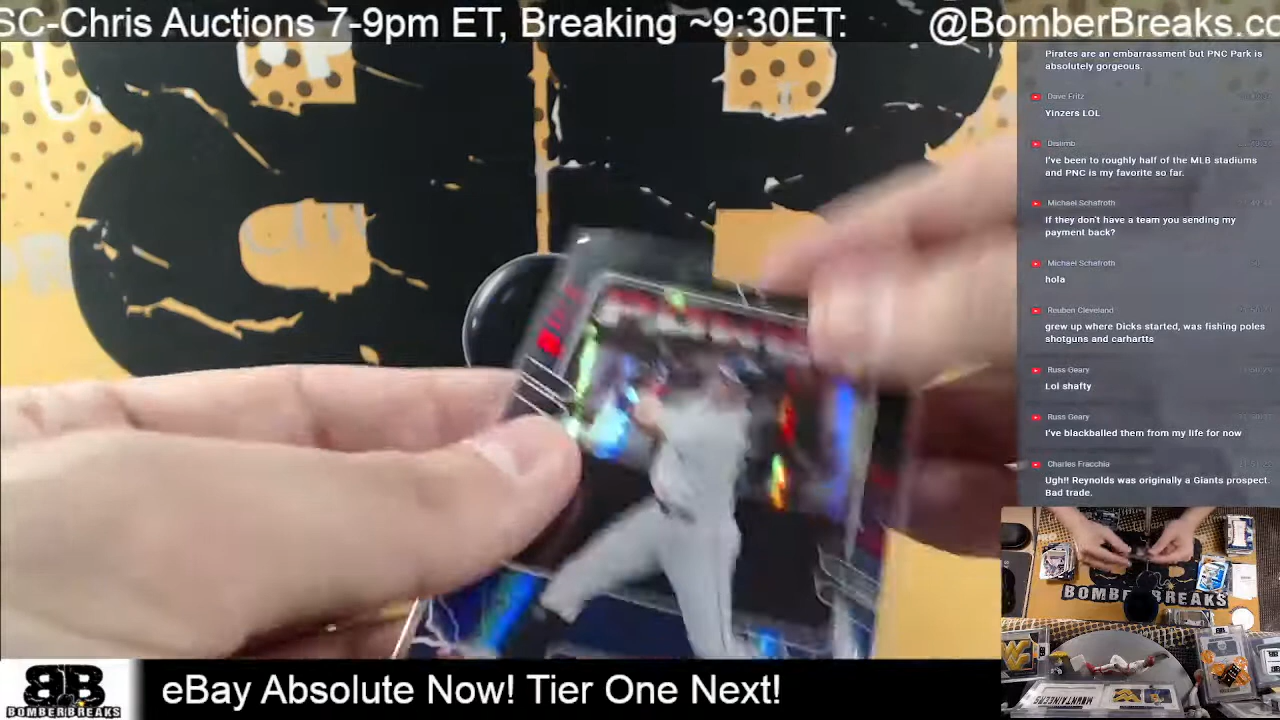 SC-Chris Auctions 7-9pm ET, Breaking ~9:30ET: @BomberBreaks.co
Pirates are an embarrassment but PNC Park is
absolutely gorgeous.
Dave Fritz
Yinzers LOL
I've been to roughly half of the MLB stadiums
and PNC is my favorite so far.
Michael Schafroth
If they don't have a team you sending my
payment back?
Michael Schafroth
hola
Reuben Cleveland
grew up where Dicks started, was fishing poles
shotguns and carhartts
Russ Geary
Lol shafty
Russ Geary
I've blackballed them from my life for now
Charles Fracchia
Ugh!! Reynolds was originally a Giants prospect.
Bad trade.
BOMBERBREAKS
MOUNTAINEERS
BB
BOMBERBREAKS
eBay Absolute Now! Tier One Next!